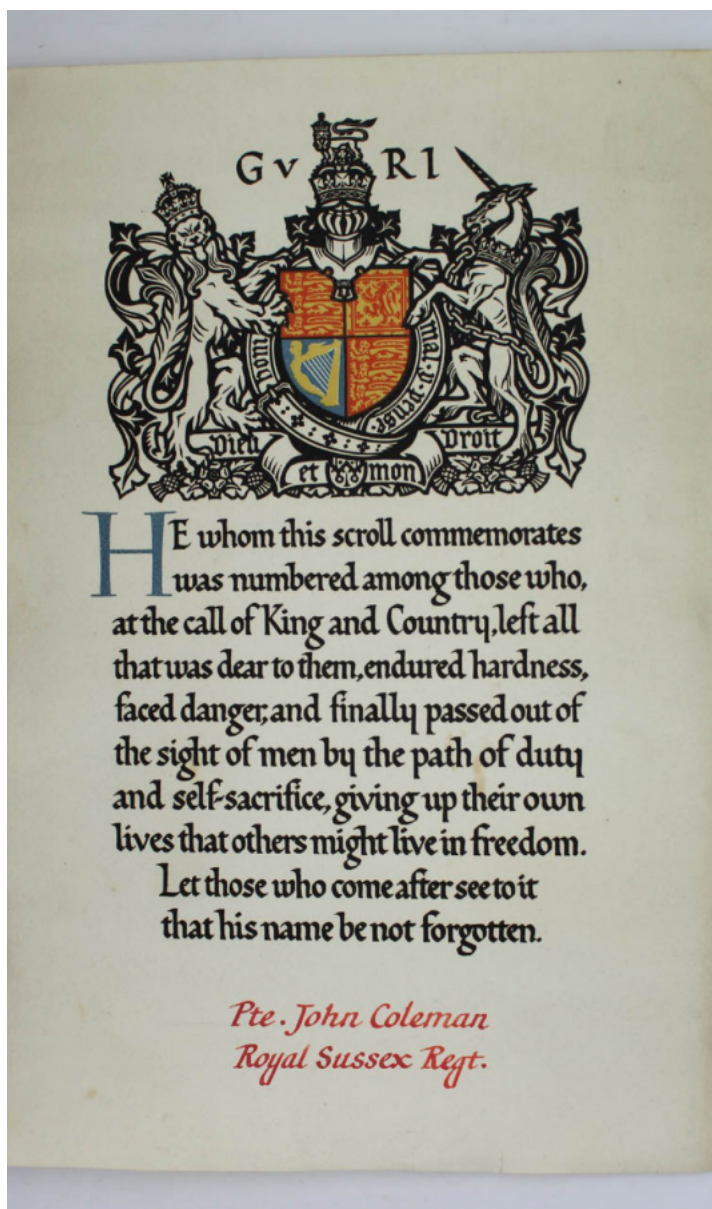 GvRI
honi
mal·y·pense
Dieu
et mon
Droit
HE whom this scroll commemorates
was numbered among those who,
at the call of King and Country, left all
that was dear to them, endured hardness,
faced danger, and finally passed out of
the sight of men by the path of duty
and self-sacrifice, giving up their own
lives that others might live in freedom.
Let those who come after see to it
that his name be not forgotten.
Pte. John Coleman
Royal Sussex Regt.